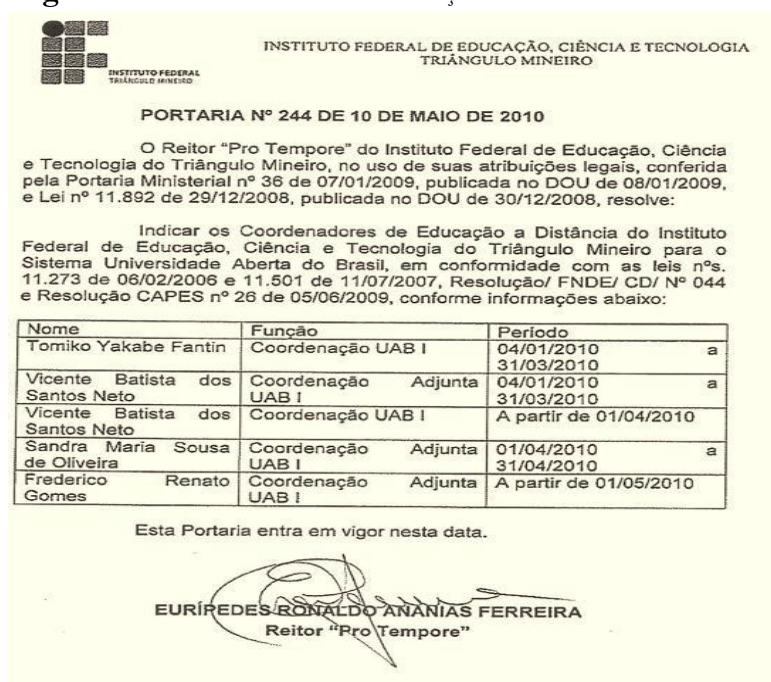 INSTITUTO FEDERAL
TRIÂNGULO MINEIRO
INSTITUTO FEDERAL DE EDUCAÇÃO, CIÊNCIA E TECNOLOGIA
TRIÂNGULO MINEIRO
PORTARIA Nº 244 DE 10 DE MAIO DE 2010
O Reitor “Pro Tempore” do Instituto Federal de Educação, Ciência
e Tecnologia do Triângulo Mineiro, no uso de suas atribuições legais, conferida
pela Portaria Ministerial nº 36 de 07/01/2009, publicada no DOU de 08/01/2009,
e Lei nº 11.892 de 29/12/2008, publicada no DOU de 30/12/2008, resolve:
Indicar os Coordenadores de Educação a Distância do Instituto
Federal de Educação, Ciência e Tecnologia do Triângulo Mineiro para o
Sistema Universidade Aberta do Brasil, em conformidade com as leis nºs.
11.273 de 06/02/2006 e 11.501 de 11/07/2007, Resolução/ FNDE/ CD/ Nº 044
e Resolução CAPES nº 26 de 05/06/2009, conforme informações abaixo:
Nome Função Período
Tomiko Yakabe Fantin Coordenação UAB I 04/01/2010 a
31/03/2010
Vicente Batista dos Coordenação Adjunta 04/01/2010 a
Santos Neto UAB I 31/03/2010
Vicente Batista dos Coordenação UAB I A partir de 01/04/2010
Santos Neto
Sandra Maria Sousa Coordenação Adjunta 01/04/2010 a
de Oliveira UAB I 31/04/2010
Frederico Renato Coordenação Adjunta A partir de 01/05/2010
Gomes UAB I
Esta Portaria entra em vigor nesta data.
EURÍPEDES RONALDO ANANIAS FERREIRA
Reitor “Pro Tempore”